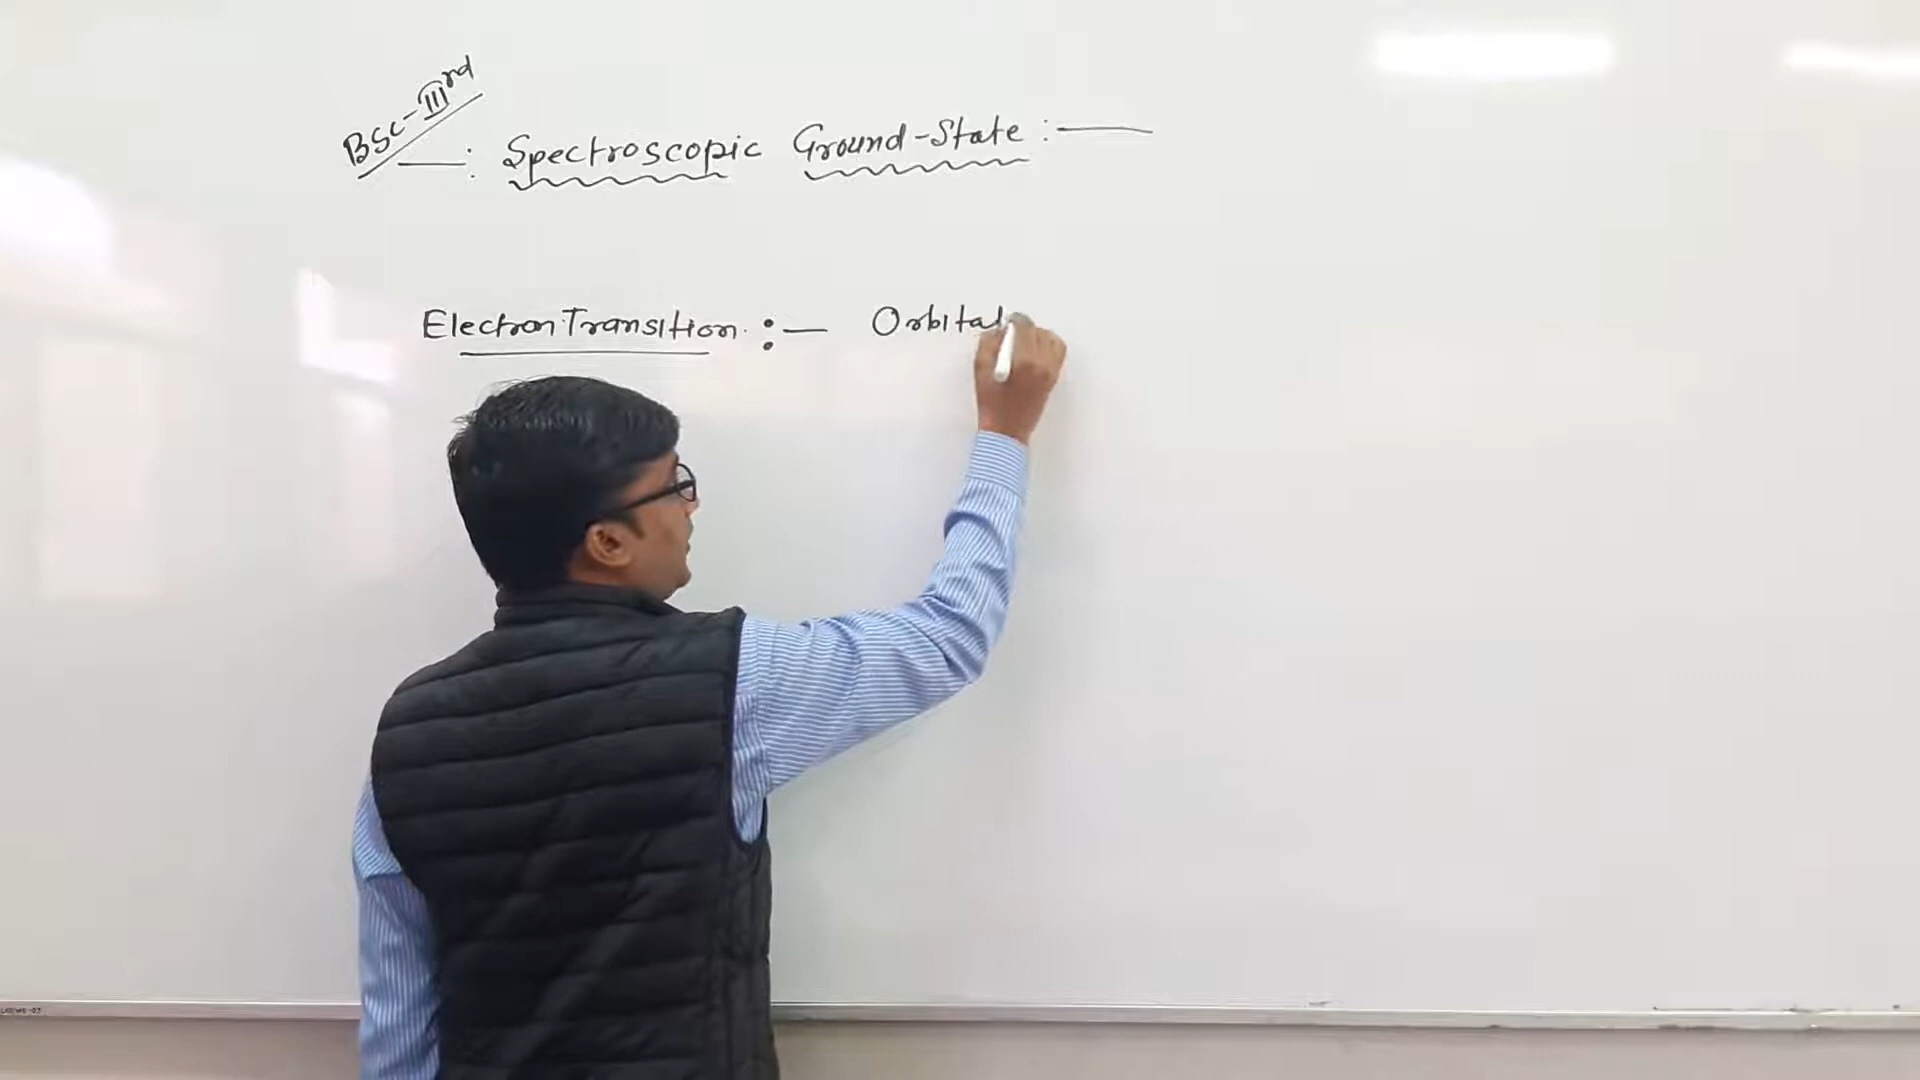 BSc-IIIrd
—: Spectroscopic Ground-State :—
Electron Transition :— Orbital